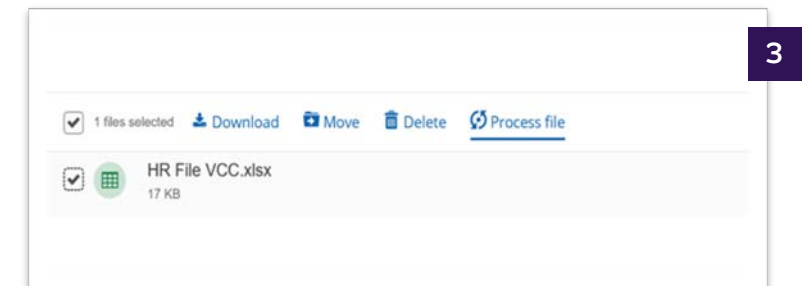 3
1 files selected Download Move Delete Process file
HR File VCC.xlsx
17 KB